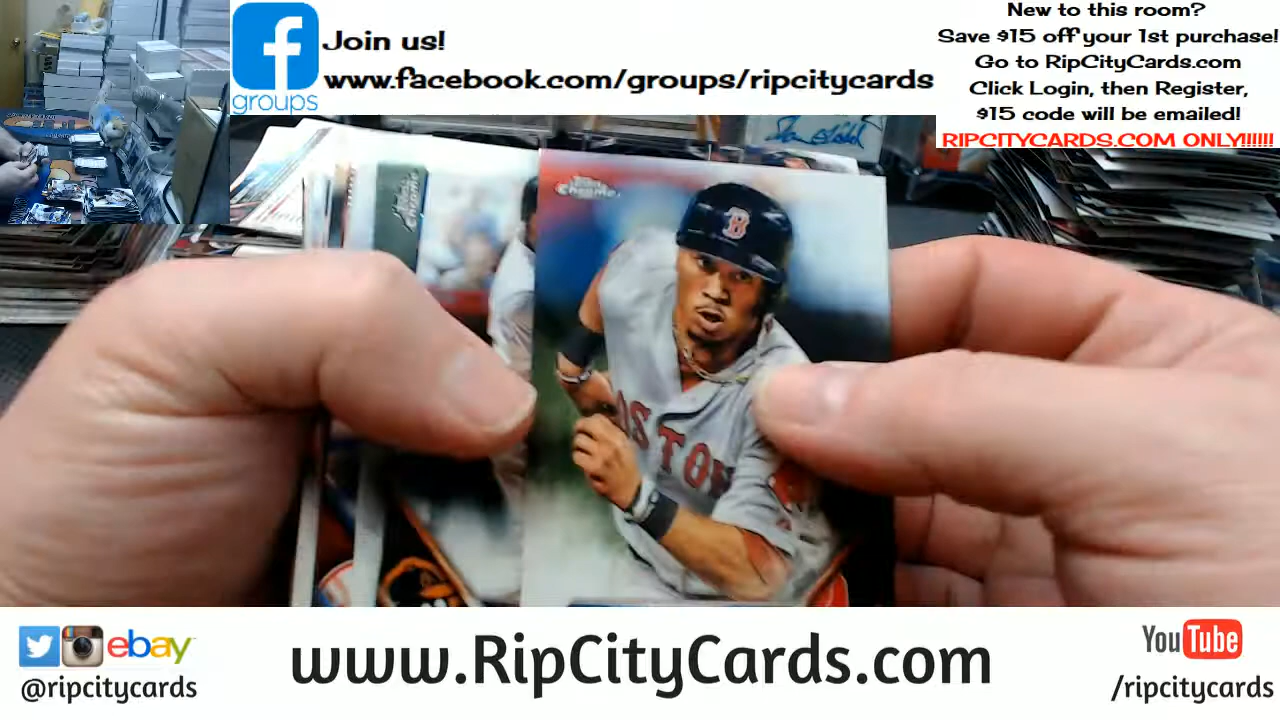 f
groups
Join us!
www.facebook.com/groups/ripcitycards
New to this room?
Save $15 off your 1st purchase!
Go to RipCityCards.com
Click Login, then Register,
$15 code will be emailed!
RIPCITYCARDS.COM ONLY!!!!!!
Topps
Chrome
Chrome
B
BOSTON
ebay
@ripcitycards
www.RipCityCards.com
YouTube
/ripcitycards